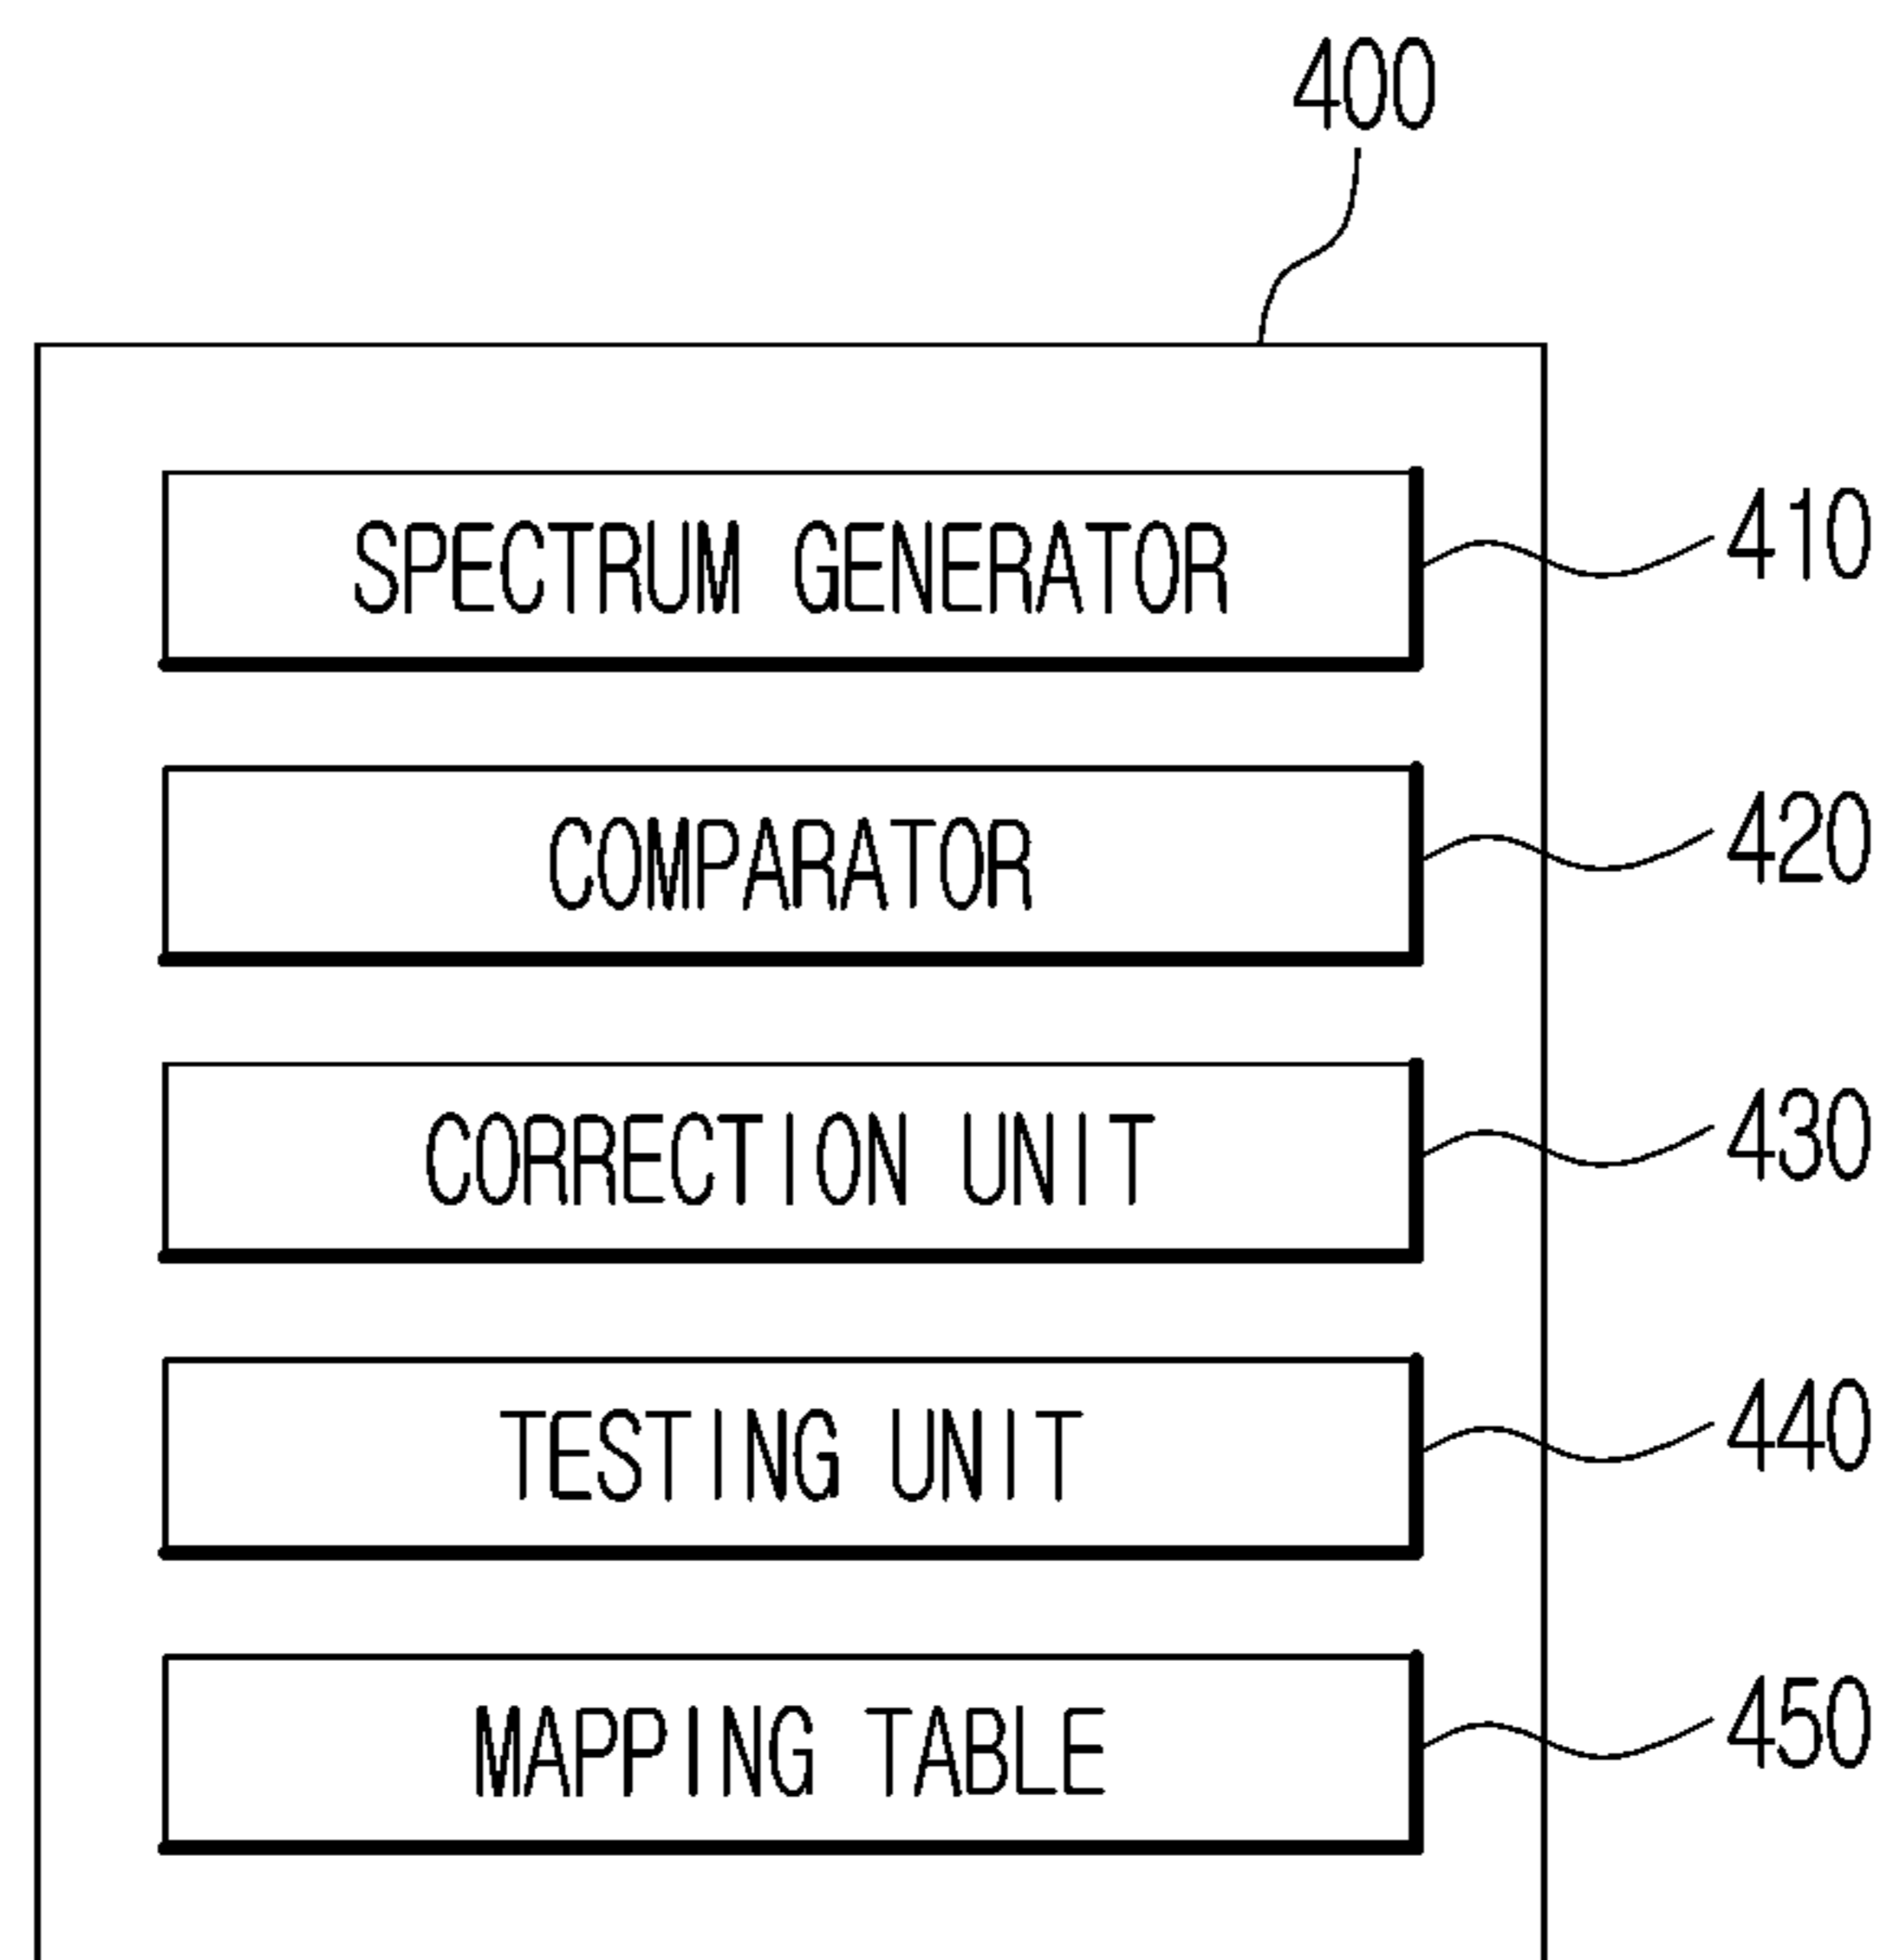 400
SPECTRUM GENERATOR 410
COMPARATOR 420
CORRECTION UNIT 430
TESTING UNIT 440
MAPPING TABLE 450